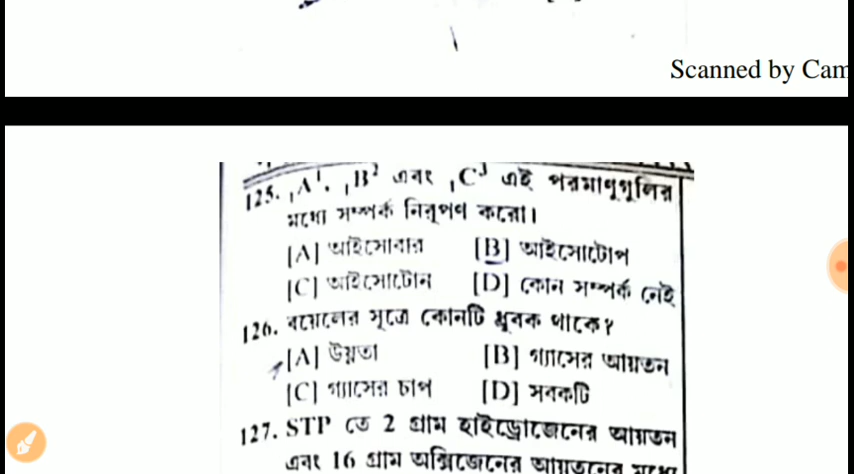 Scanned by Cam
125. ₁A¹, ₁B² এবং ₁C³ এই পরমাণুগুলির
মধ্যে সম্পর্ক নিরূপণ করো।
[A] আইসোবার [B] আইসোটোপ
[C] আইসোটোন [D] কোন সম্পর্ক নেই
126. বয়েলের সূত্রে কোনটি ধ্রুবক থাকে?
[A] উষ্ণতা [B] গ্যাসের আয়তন
[C] গ্যাসের চাপ [D] সবকটি
127. STP তে 2 গ্রাম হাইড্রোজেনের আয়তন
এবং 16 গ্রাম অক্সিজেনের আয়তনের মধ্যে